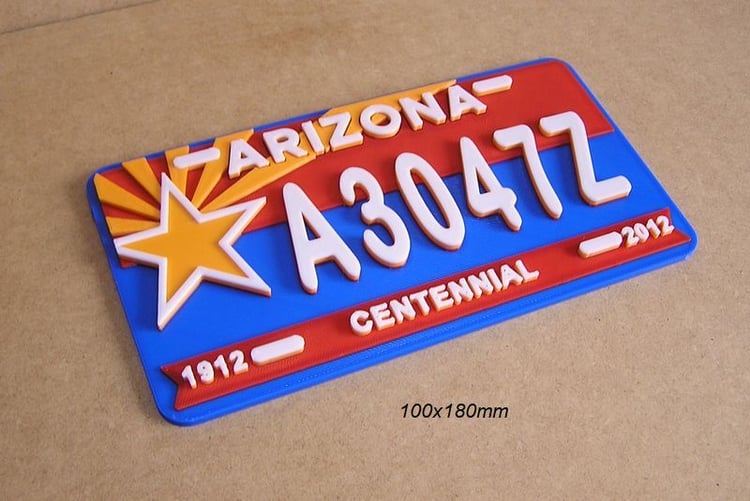 ARIZONA
A3047Z
CENTENNIAL
1912
2012
100x180mm